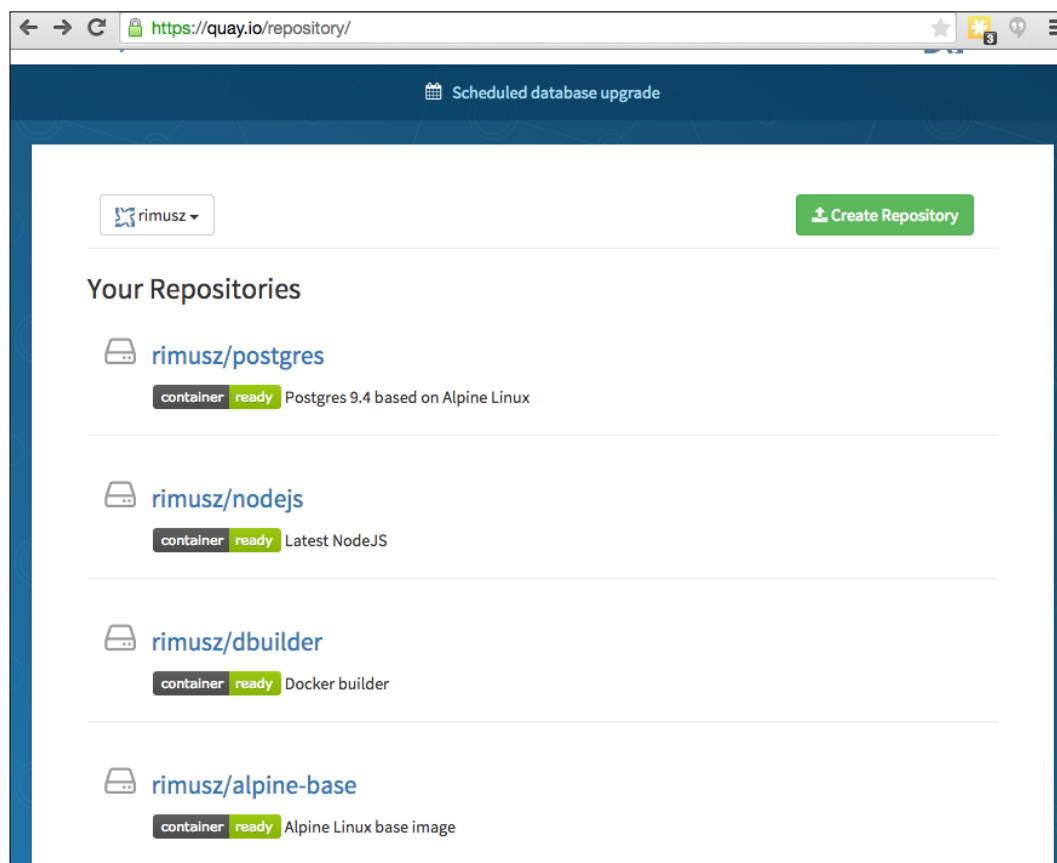 https://quay.io/repository/
3
Scheduled database upgrade
rimusz
Create Repository
Your Repositories
rimusz/postgres
container ready Postgres 9.4 based on Alpine Linux
rimusz/nodejs
container ready Latest NodeJS
rimusz/dbuilder
container ready Docker builder
rimusz/alpine-base
container ready Alpine Linux base image